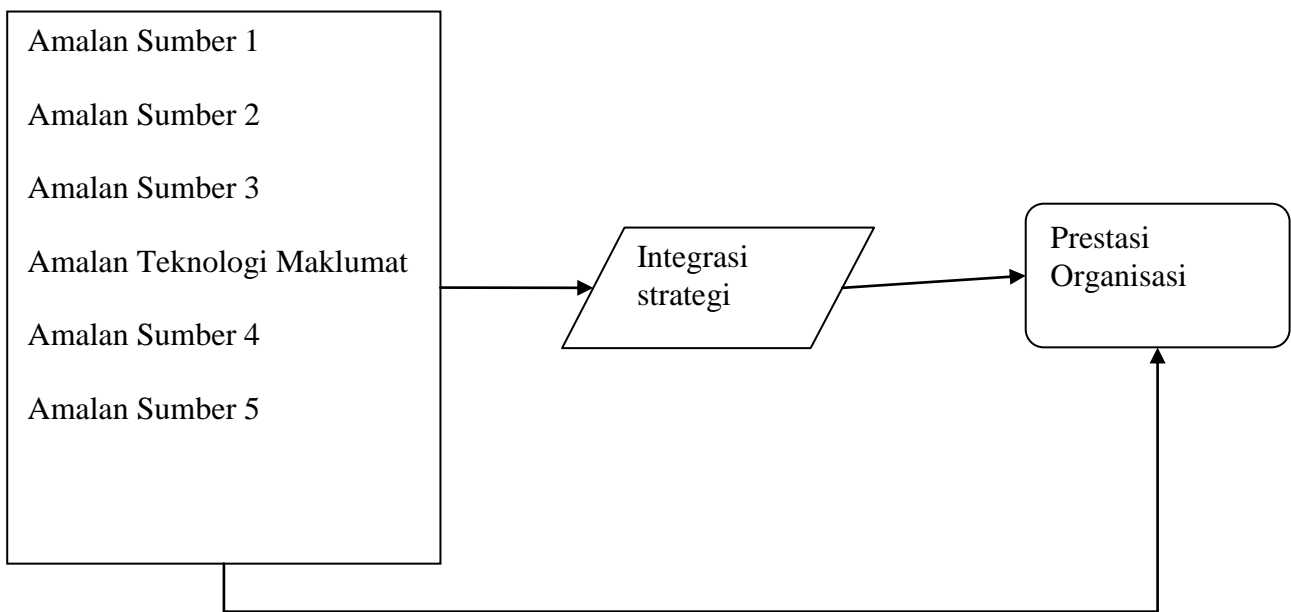 Amalan Sumber 1
Amalan Sumber 2
Amalan Sumber 3
Amalan Teknologi Maklumat
Amalan Sumber 4
Amalan Sumber 5
Integrasi
strategi
Prestasi
Organisasi